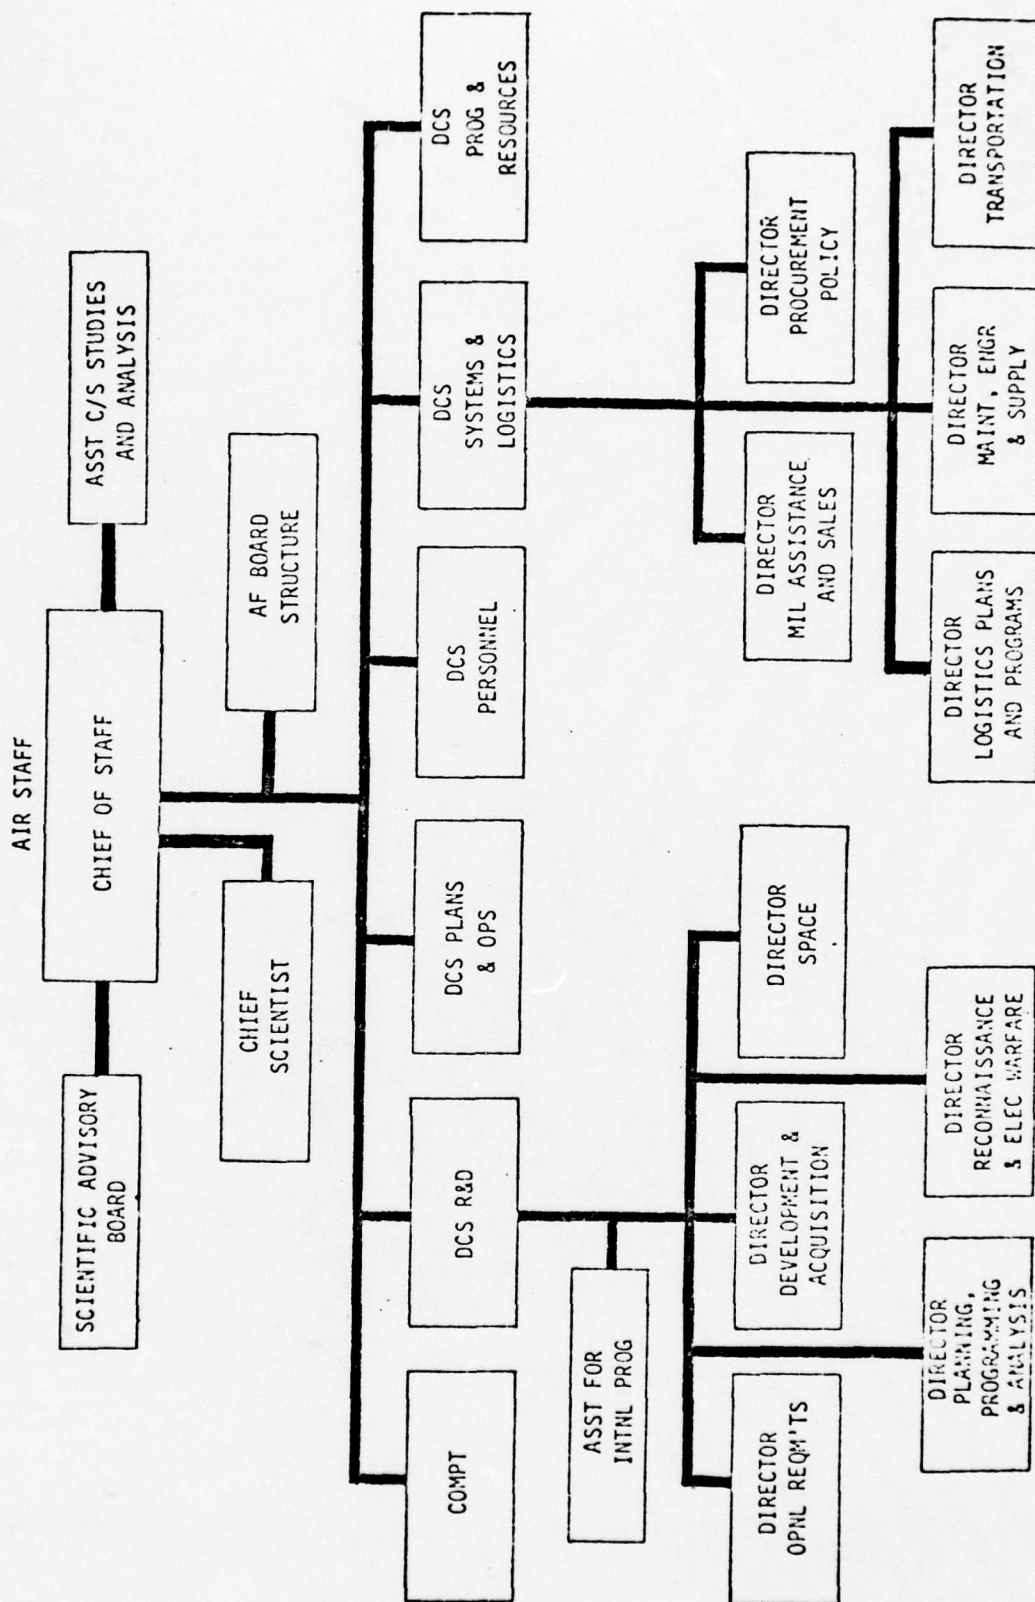 AIR STAFF
SCIENTIFIC ADVISORY
BOARD
CHIEF OF STAFF
ASST C/S STUDIES
AND ANALYSIS
CHIEF
SCIENTIST
AF BOARD
STRUCTURE
COMPT
DCS R&D
DCS PLANS
& OPS
DCS
PERSONNEL
DCS
SYSTEMS &
LOGISTICS
DCS
PROG &
RESOURCES
ASST FOR
INTNL PROG
DIRECTOR
OPNL REQM'TS
DIRECTOR
DEVELOPMENT &
ACQUISITION
DIRECTOR
SPACE
DIRECTOR
MIL ASSISTANCE
AND SALES
DIRECTOR
PROCUREMENT
POLICY
DIRECTOR
PLANNING,
PROGRAMMING
& ANALYSIS
DIRECTOR
RECONNAISSANCE
& ELEC WARFARE
DIRECTOR
LOGISTICS PLANS
AND PROGRAMS
DIRECTOR
MAINT, ENGR
& SUPPLY
DIRECTOR
TRANSPORTATION